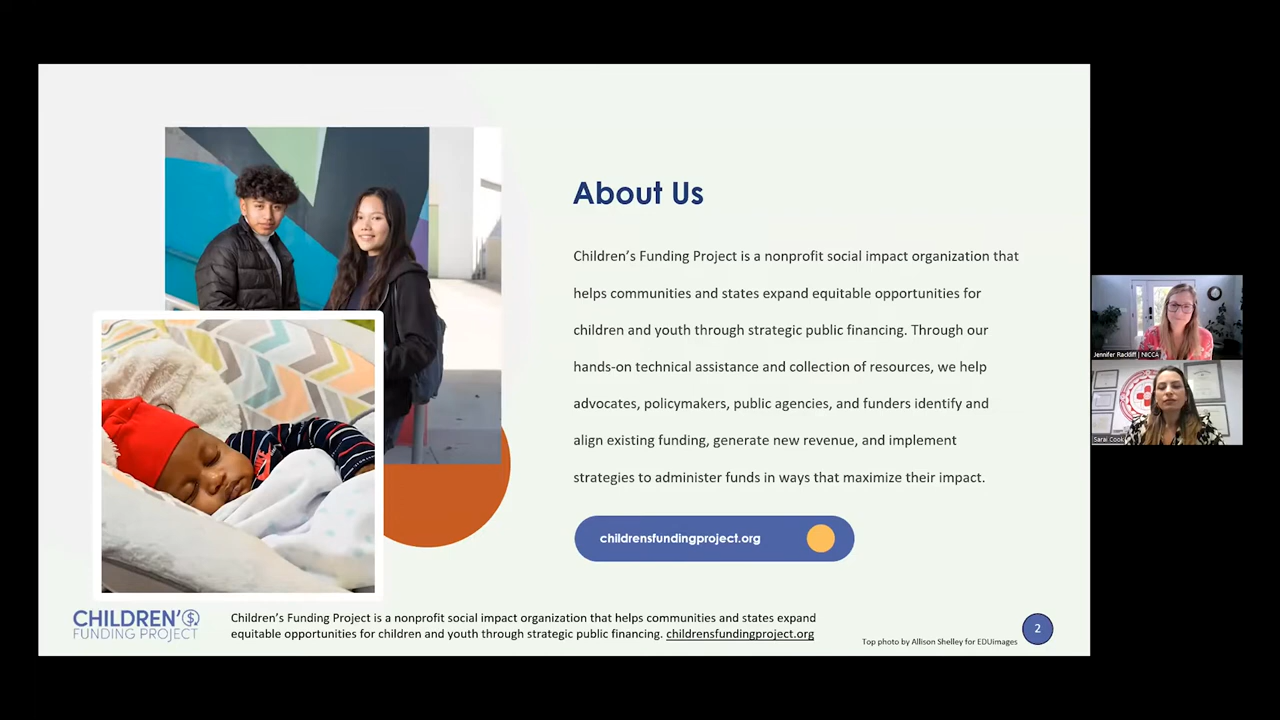 About Us
Children's Funding Project is a nonprofit social impact organization that
helps communities and states expand equitable opportunities for
children and youth through strategic public financing. Through our
hands-on technical assistance and collection of resources, we help
advocates, policymakers, public agencies, and funders identify and
align existing funding, generate new revenue, and implement
strategies to administer funds in ways that maximize their impact.
childrensfundingproject.org
CHILDREN'S
FUNDING PROJECT
Children's Funding Project is a nonprofit social impact organization that helps communities and states expand
equitable opportunities for children and youth through strategic public financing. childrensfundingproject.org
Top photo by Allison Shelley for EDUimages
2
Jennifer Rackliff | NICCA
Sarai Cook